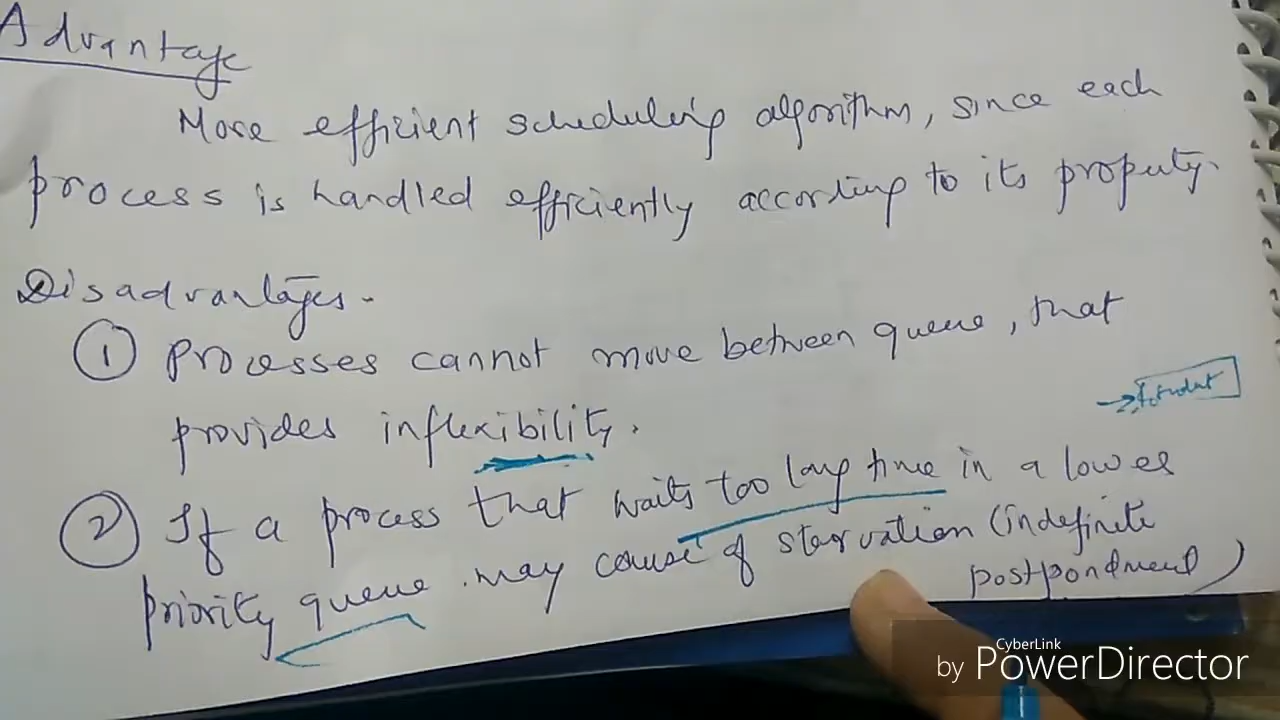 Advantage
More efficient scheduling algorithm, since each
process is handled efficiently according to its property.
Disadvantages.
① Processes cannot move between queue, that
provides inflexibility.
② If a process that waits too long time in a lower
priority queue may cause of starvation (indefinite
postpondment)
CyberLink
by PowerDirector